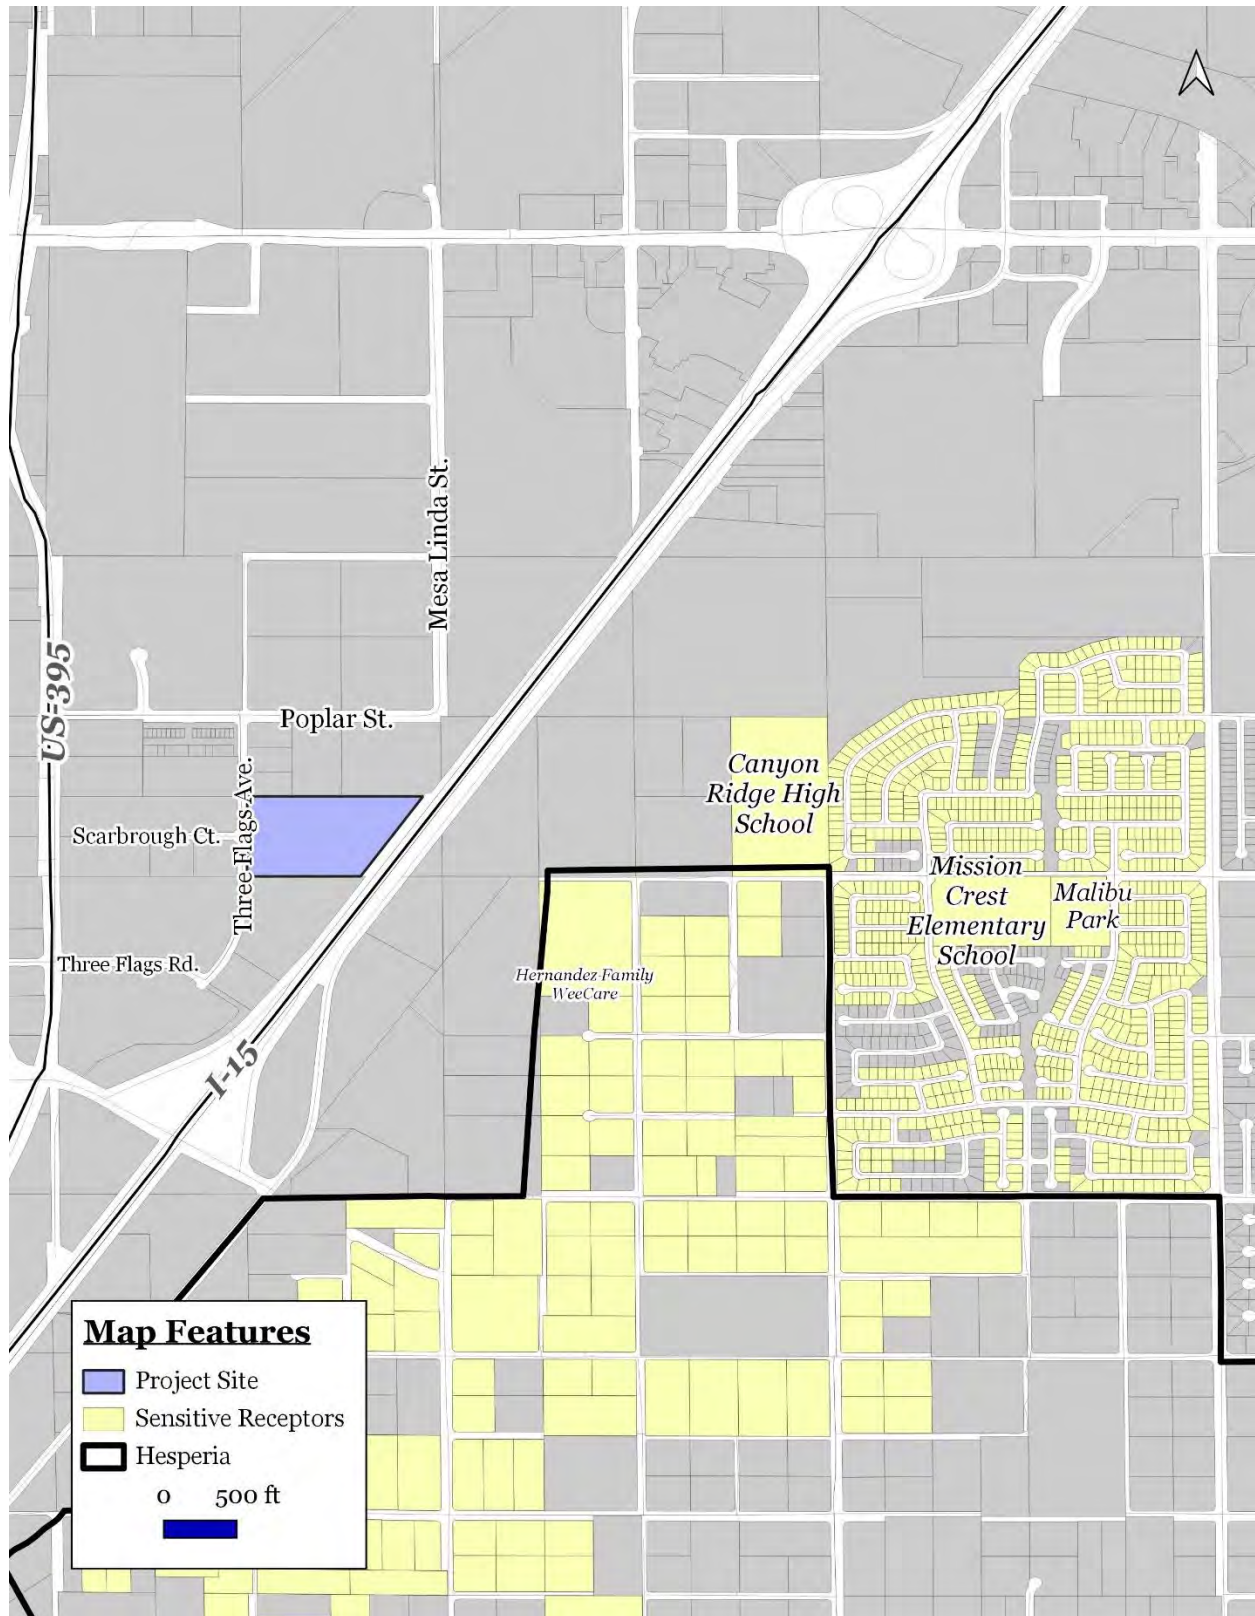 Mesa Linda St.
US-395
Poplar St.
Canyon
Ridge High
School
Scarbrough Ct.
Three Flags Ave.
Mission
Crest
Elementary
School
Malibu
Park
Three Flags Rd.
Hernandez Family
WeeCare
I-15
Map Features
Project Site
Sensitive Receptors
Hesperia
0 500 ft